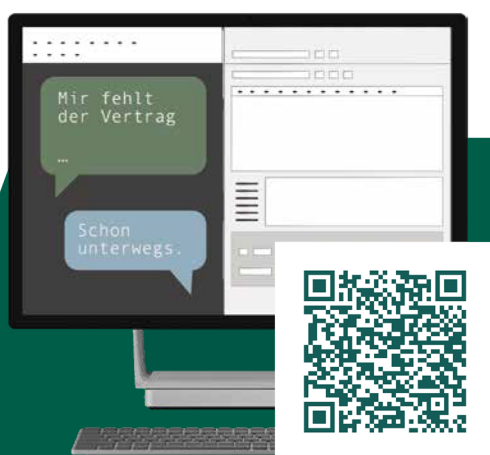 Mir fehlt
der Vertrag
…
Schon
unterwegs.